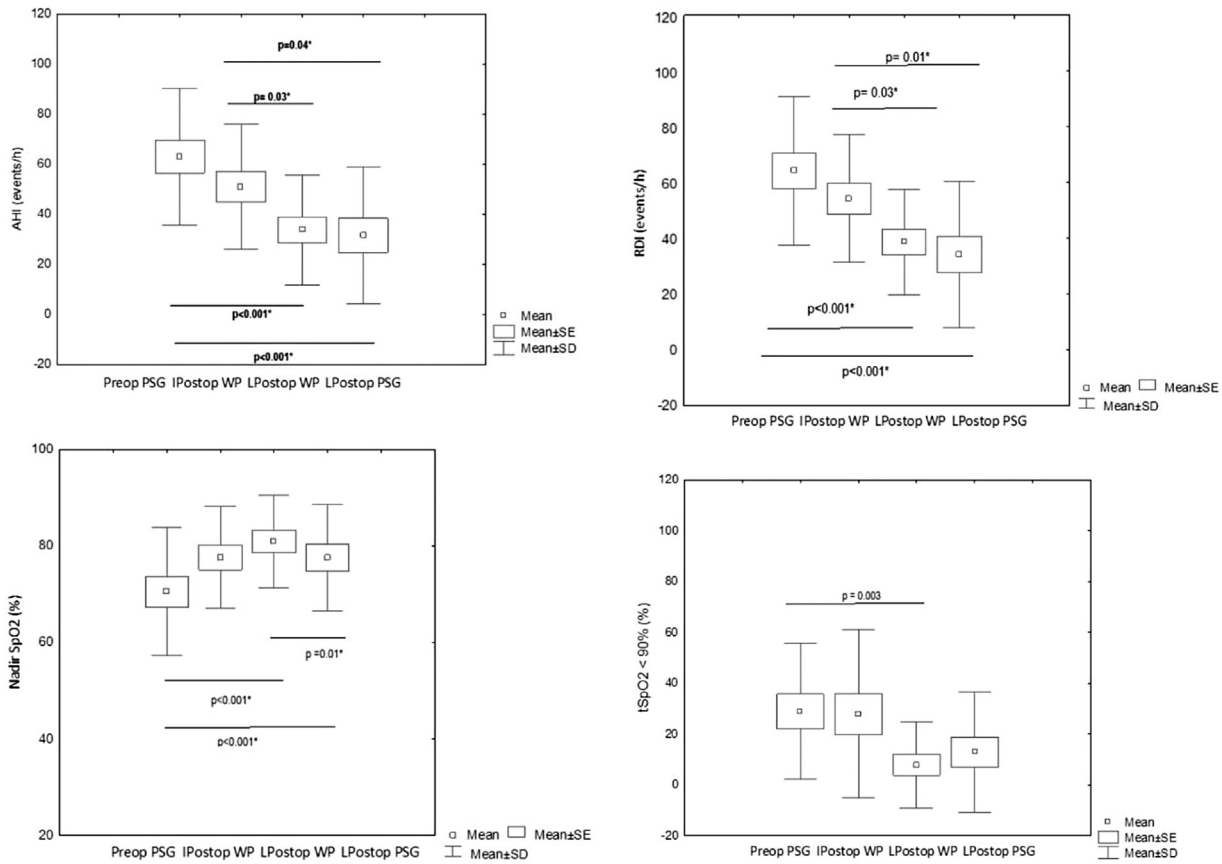 120
100
80
60
40
20
0
-20
AHI (events/h)
p=0.04*
p= 0.03*
p<0.001*
p<0.001*
Mean
Mean±SE
Mean±SD
Preop PSG IPostop WP LPostop WP LPostop PSG
120
100
80
60
40
20
0
-20
RDI (events/h)
p= 0.01*
p= 0.03*
p<0.001*
p<0.001*
Mean Mean±SE
Mean±SD
Preop PSG IPostop WP LPostop WP LPostop PSG
100
80
60
40
20
Nadir SpO2 (%)
p =0.01*
p<0.001*
p<0.001*
Mean Mean±SE
Mean±SD
Preop PSG IPostop WP LPostop WP LPostop PSG
120
100
80
60
40
20
0
-20
tSpO2 < 90% (%)
p = 0.003
Mean
Mean±SE
Mean±SD
Preop PSG IPostop WP LPostop WP LPostop PSG